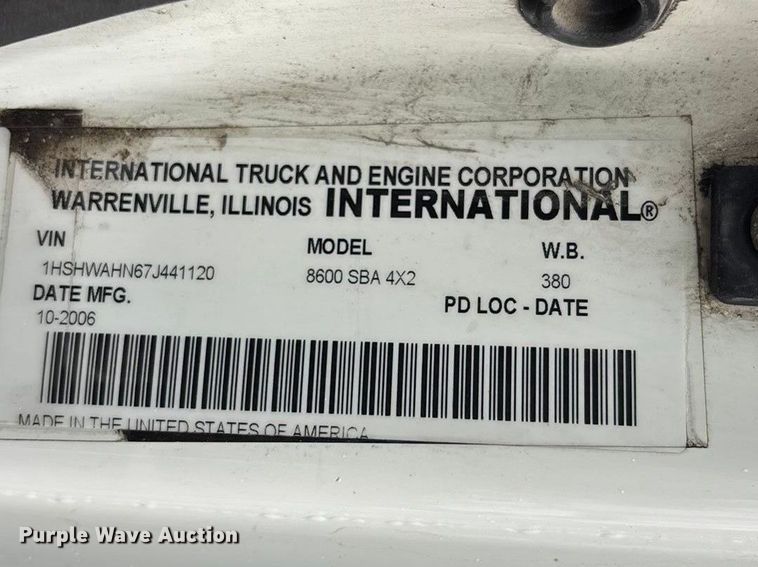 INTERNATIONAL TRUCK AND ENGINE CORPORATION
WARRENVILLE, ILLINOIS INTERNATIONAL®
VIN MODEL W.B.
1HSHWAHN67J441120 8600 SBA 4X2 380
DATE MFG. PD LOC - DATE
10-2006
MADE IN THE UNITED STATES OF AMERICA
Purple Wave Auction